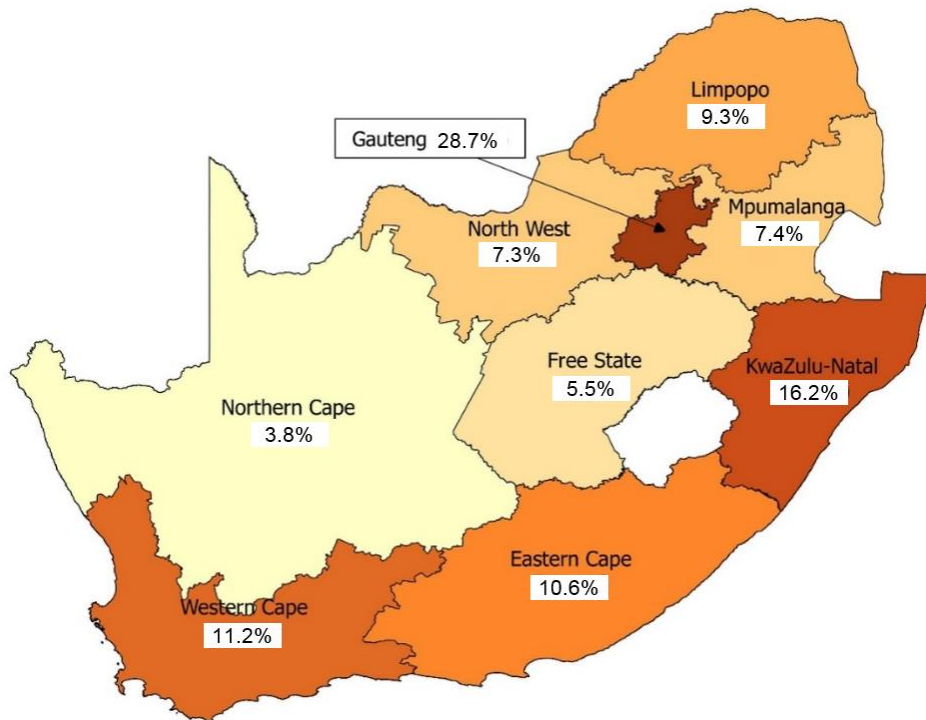 Limpopo
9.3%
Gauteng 28.7%
Mpumalanga
7.4%
North West
7.3%
Free State
5.5%
KwaZulu-Natal
16.2%
Northern Cape
3.8%
Eastern Cape
10.6%
Western Cape
11.2%